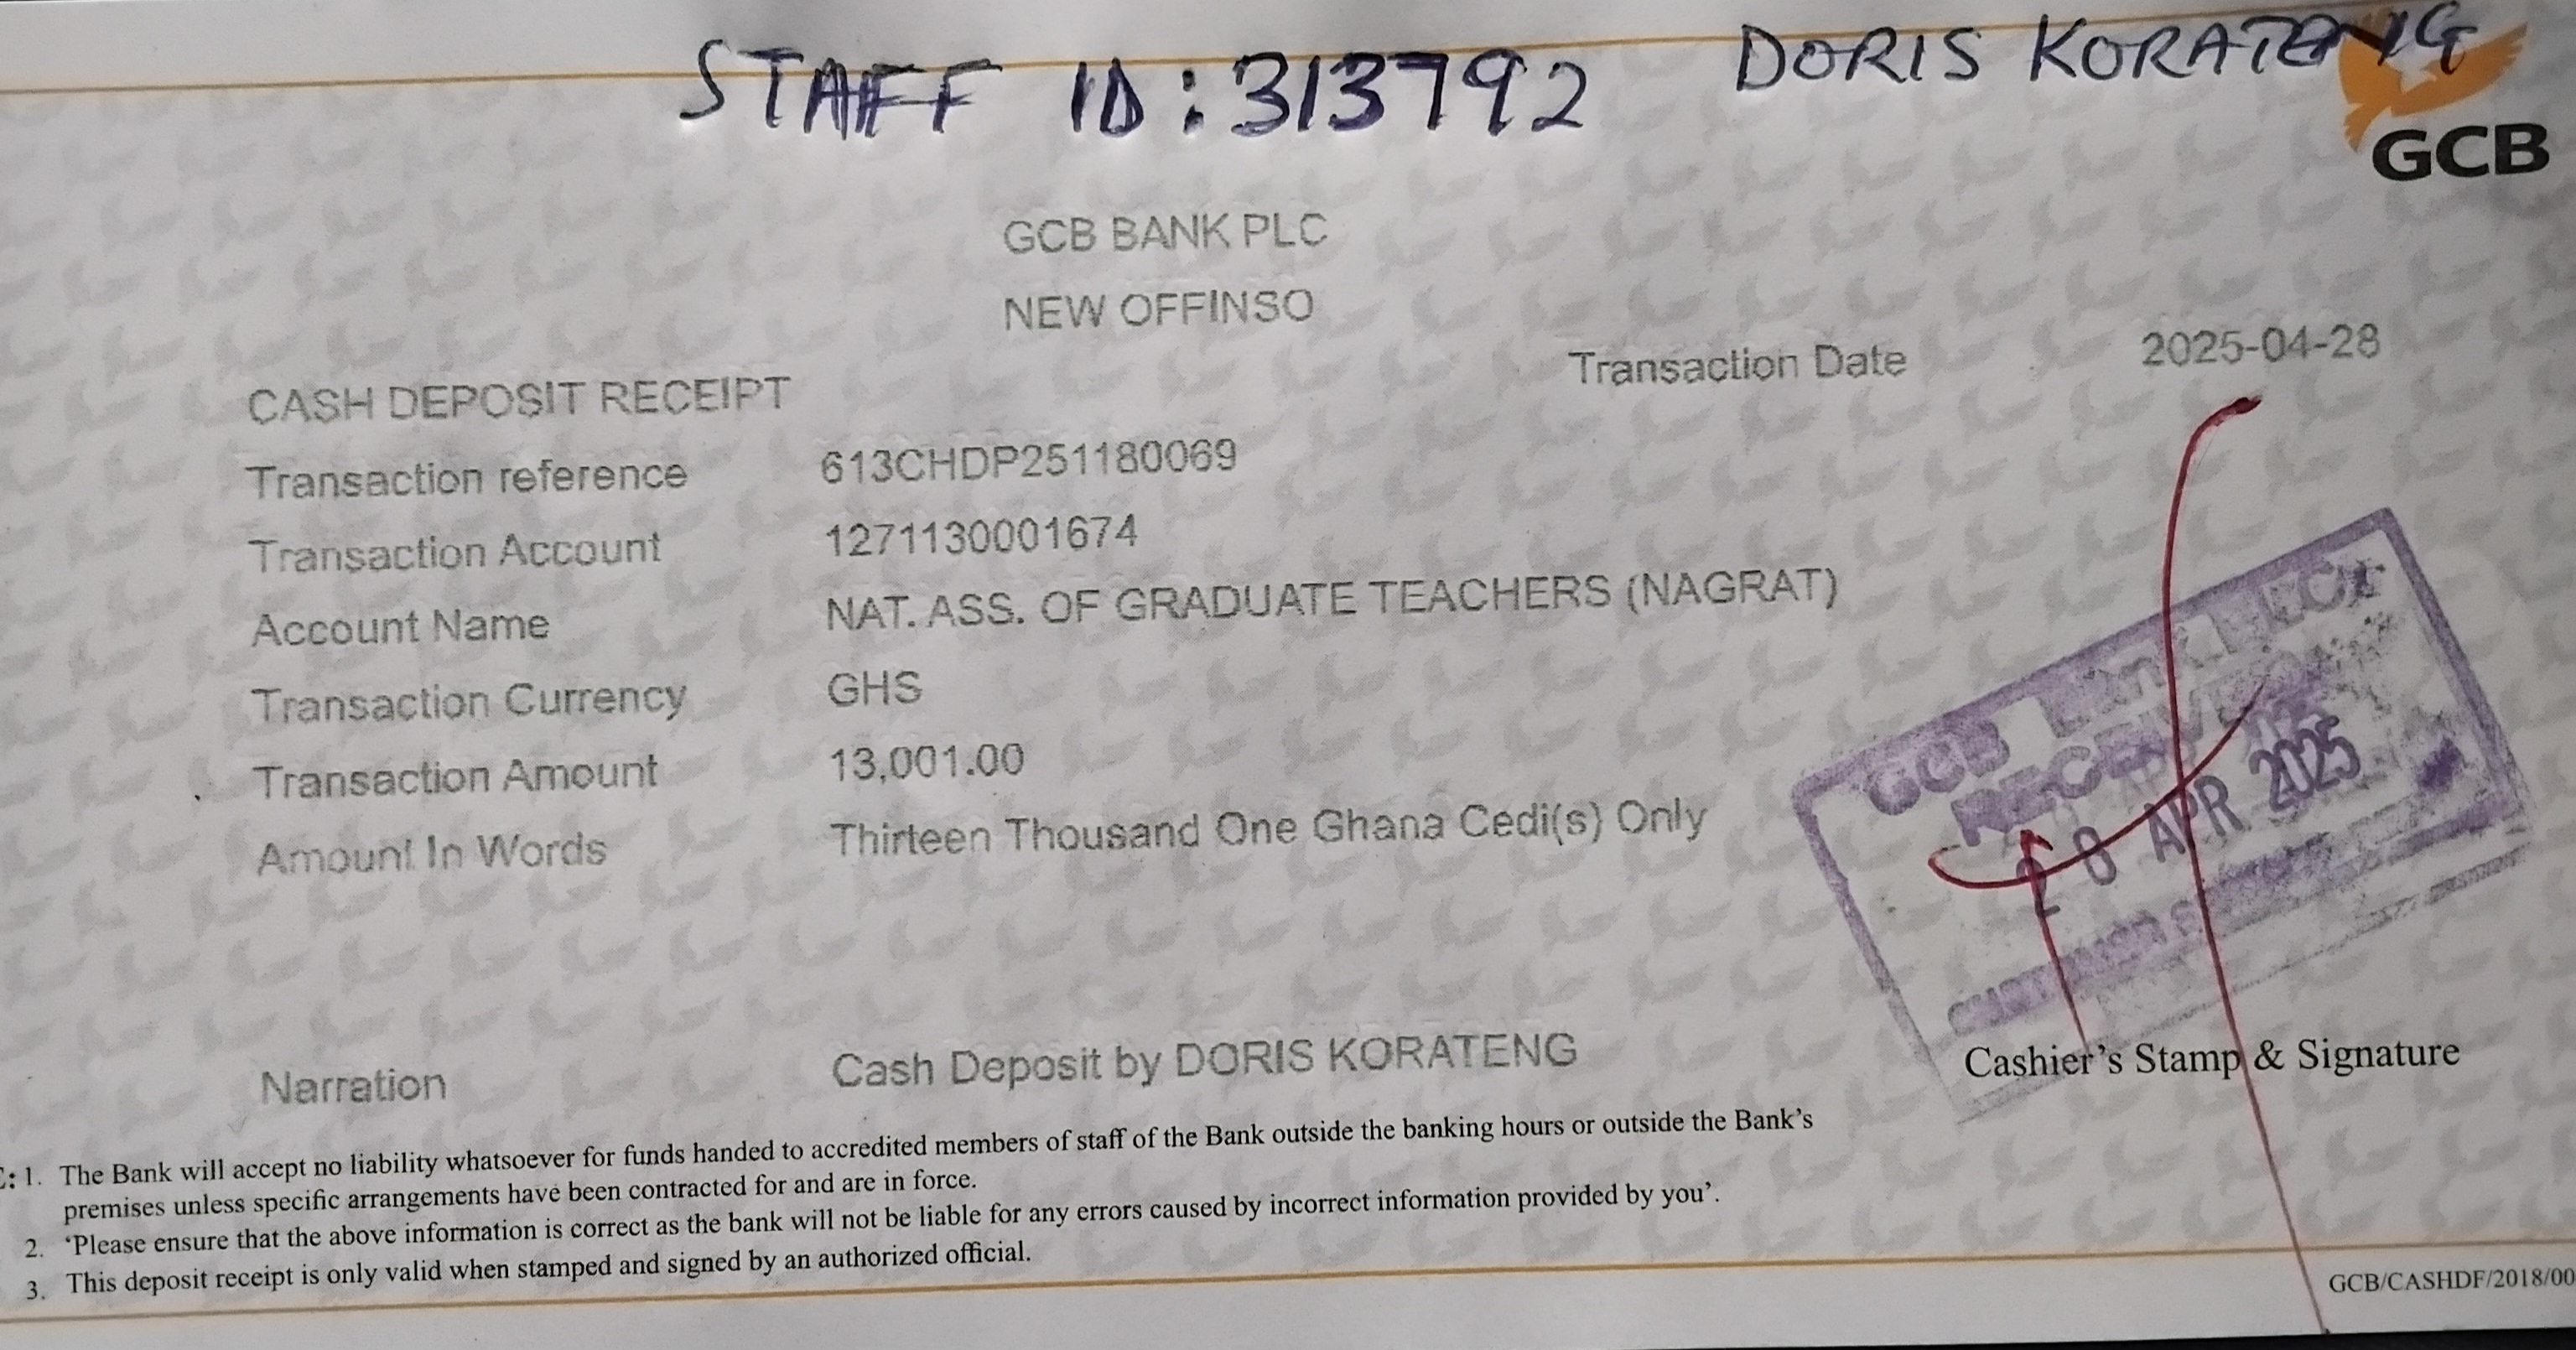 STAFF ID: 313792 DORIS KORATENG
GCB
GCB BANK PLC
NEW OFFINSO
Transaction Date 2025-04-28
CASH DEPOSIT RECEIPT
Transaction reference 613CHDP251180069
Transaction Account 1271130001674
Account Name NAT. ASS. OF GRADUATE TEACHERS (NAGRAT)
Transaction Currency GHS
Transaction Amount 13,001.00
Amount In Words Thirteen Thousand One Ghana Cedi(s) Only
GCB
RECEIVED
28 APR 2025
Narration Cash Deposit by DORIS KORATENG
Cashier's Stamp & Signature
1. The Bank will accept no liability whatsoever for funds handed to accredited members of staff of the Bank outside the banking hours or outside the Bank's
premises unless specific arrangements have been contracted for and are in force.
2. 'Please ensure that the above information is correct as the bank will not be liable for any errors caused by incorrect information provided by you'.
3. This deposit receipt is only valid when stamped and signed by an authorized official.
GCB/CASHDF/2018/00